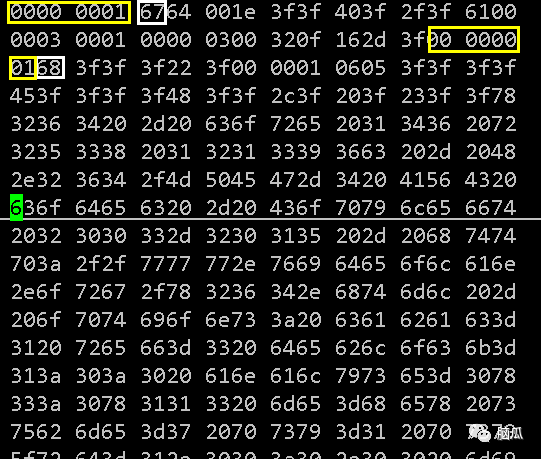 0000 0001 6764 001e 3f3f 403f 2f3f 6100
0003 0001 0000 0300 320f 162d 3f00 0000
0168 3f3f 3f22 3f00 0001 0605 3f3f 3f3f
453f 3f3f 3f48 3f3f 2c3f 203f 233f 3f78
3236 3420 2d20 636f 7265 2031 3436 2072
3235 3338 2031 3231 3339 3663 202d 2048
2e32 3634 2f4d 5045 472d 3420 4156 4320
636f 6465 6320 2d20 436f 7079 6c65 6674
2032 3030 332d 3230 3135 202d 2068 7474
703a 2f2f 7777 772e 7669 6465 6f6c 616e
2e6f 7267 2f78 3236 342e 6874 6d6c 202d
206f 7074 696f 6e73 3a20 6361 6261 633d
3120 7265 663d 3320 6465 626c 6f63 6b3d
313a 303a 3020 616e 616c 7973 653d 3078
333a 3078 3131 3320 6d65 3d68 6578 2073
7562 6d65 3d37 2070 7379 3d31 2070
脑瓜